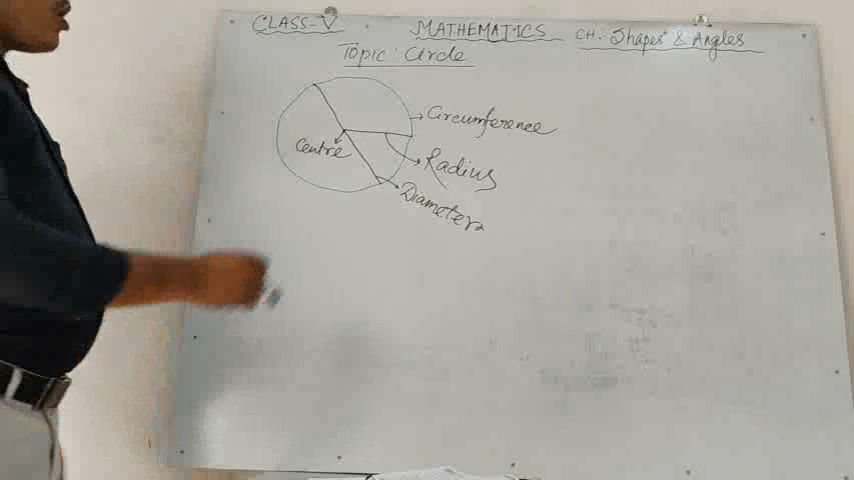 CLASS-V MATHEMATICS CH: Shapes & Angles
Topic: Circle
Circumference
Centre
Radius
Diameter